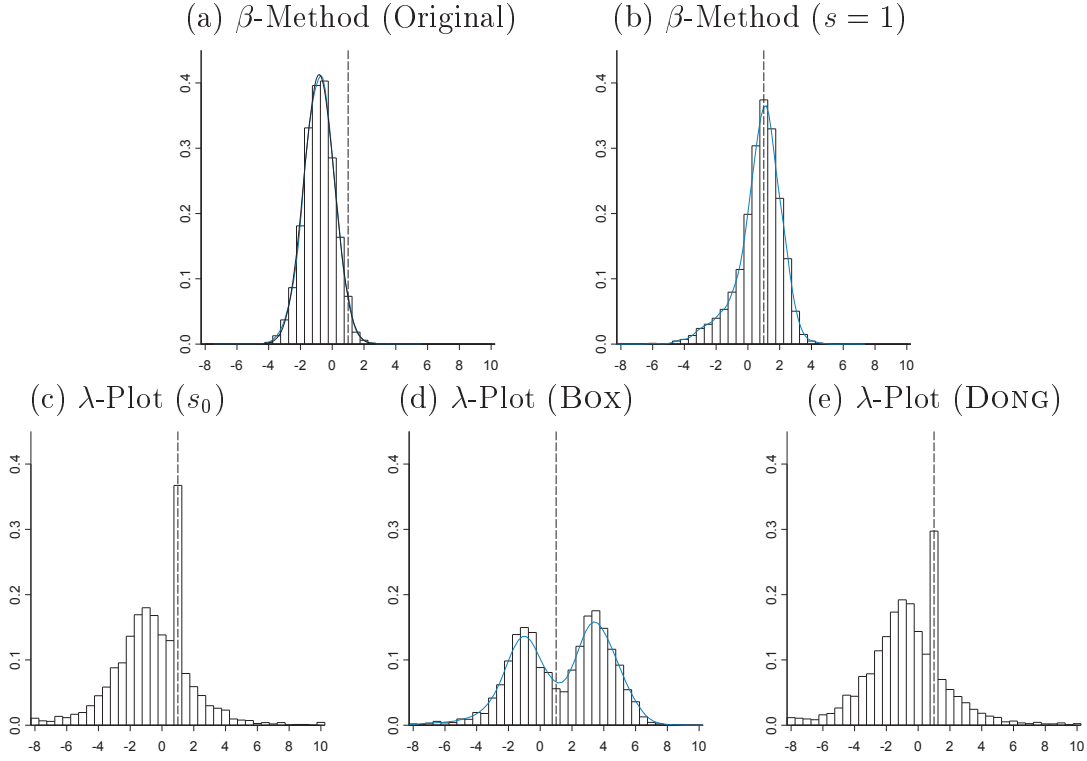 (a) β-Method (Original)
(b) β-Method (s = 1)
0.0 0.1 0.2 0.3 0.4
-8 -6 -4 -2 0 2 4 6 8 10
0.0 0.1 0.2 0.3 0.4
-8 -6 -4 -2 0 2 4 6 8 10
(c) λ-Plot (s₀)
(d) λ-Plot (BOX)
(e) λ-Plot (DONG)
0.0 0.1 0.2 0.3 0.4
-8 -6 -4 -2 0 2 4 6 8 10
0.0 0.1 0.2 0.3 0.4
-8 -6 -4 -2 0 2 4 6 8 10
0.0 0.1 0.2 0.3 0.4
-8 -6 -4 -2 0 2 4 6 8 10